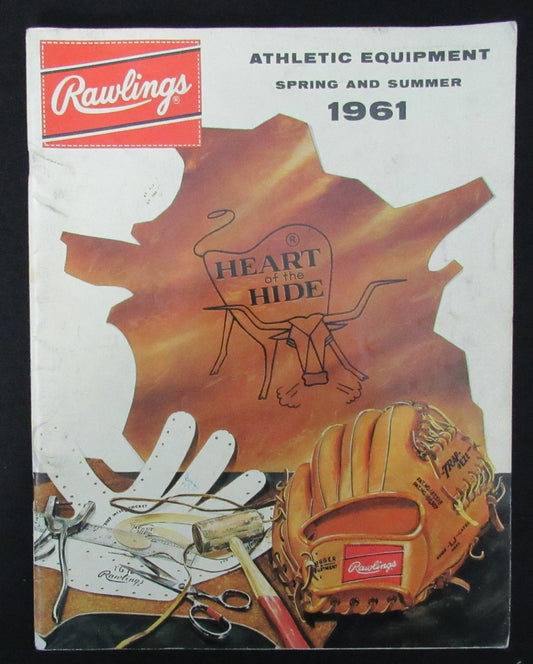 Rawlings®
ATHLETIC EQUIPMENT
SPRING AND SUMMER
1961
®
HEART
of the
HIDE
Rawlings
Rawlings